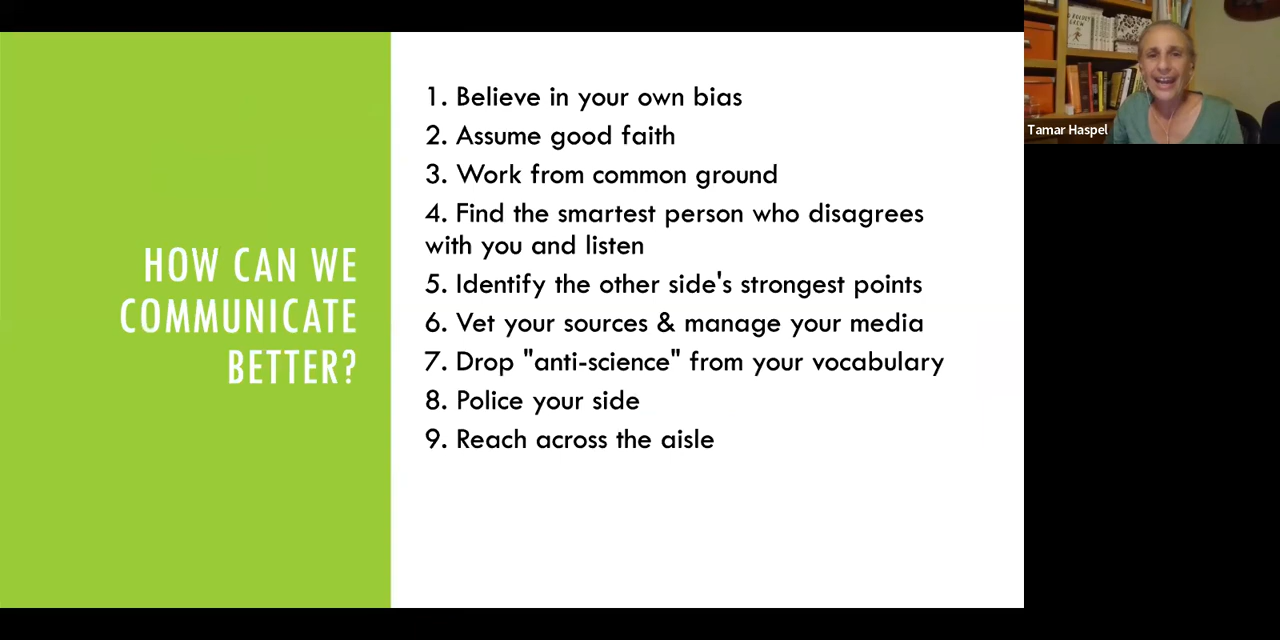 HOW CAN WE
COMMUNICATE
BETTER?
1. Believe in your own bias
2. Assume good faith
3. Work from common ground
4. Find the smartest person who disagrees
with you and listen
5. Identify the other side's strongest points
6. Vet your sources & manage your media
7. Drop "anti-science" from your vocabulary
8. Police your side
9. Reach across the aisle
Tamar Haspel